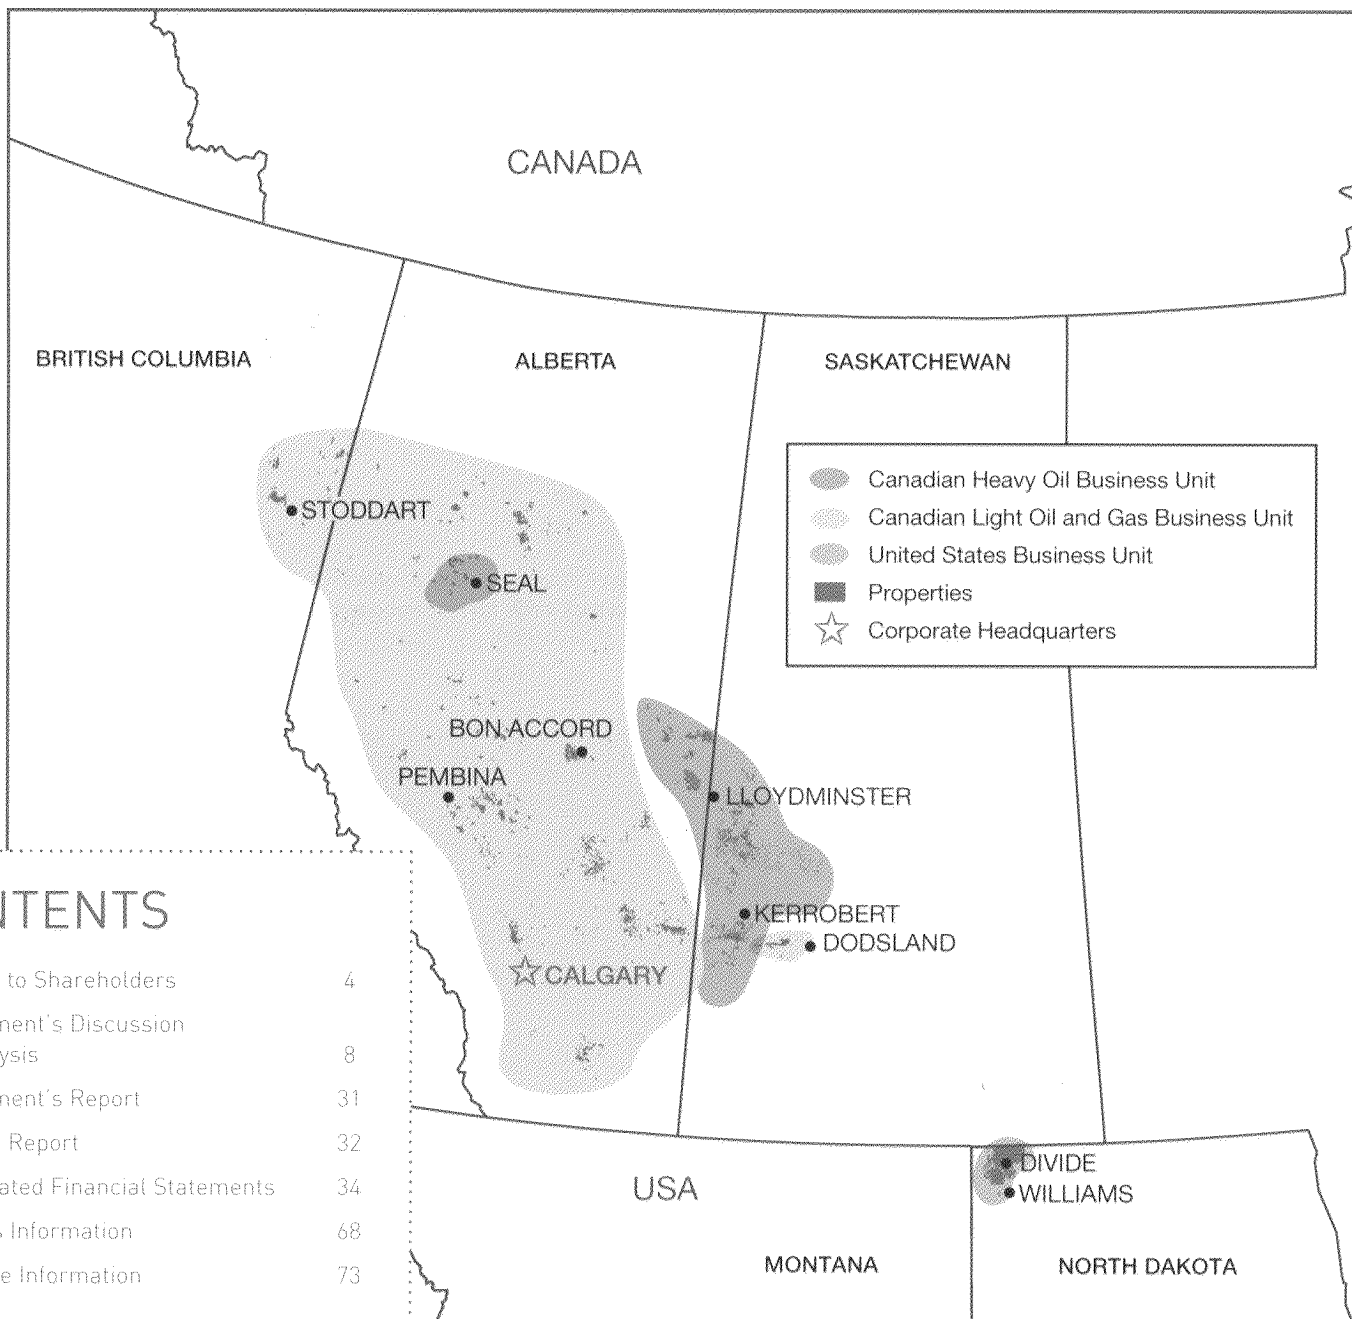 CANADA
BRITISH COLUMBIA
ALBERTA
SASKATCHEWAN
Canadian Heavy Oil Business Unit
Canadian Light Oil and Gas Business Unit
United States Business Unit
Properties
Corporate Headquarters
STODDART
SEAL
BON ACCORD
PEMBINA
LLOYDMINSTER
KERROBERT
DODSLAND
CALGARY
NTENTS
to Shareholders 4
ment's Discussion
ysis 8
ment's Report 31
Report 32
ated Financial Statements 34
s Information 68
e Information 73
DIVIDE
WILLIAMS
USA
MONTANA
NORTH DAKOTA